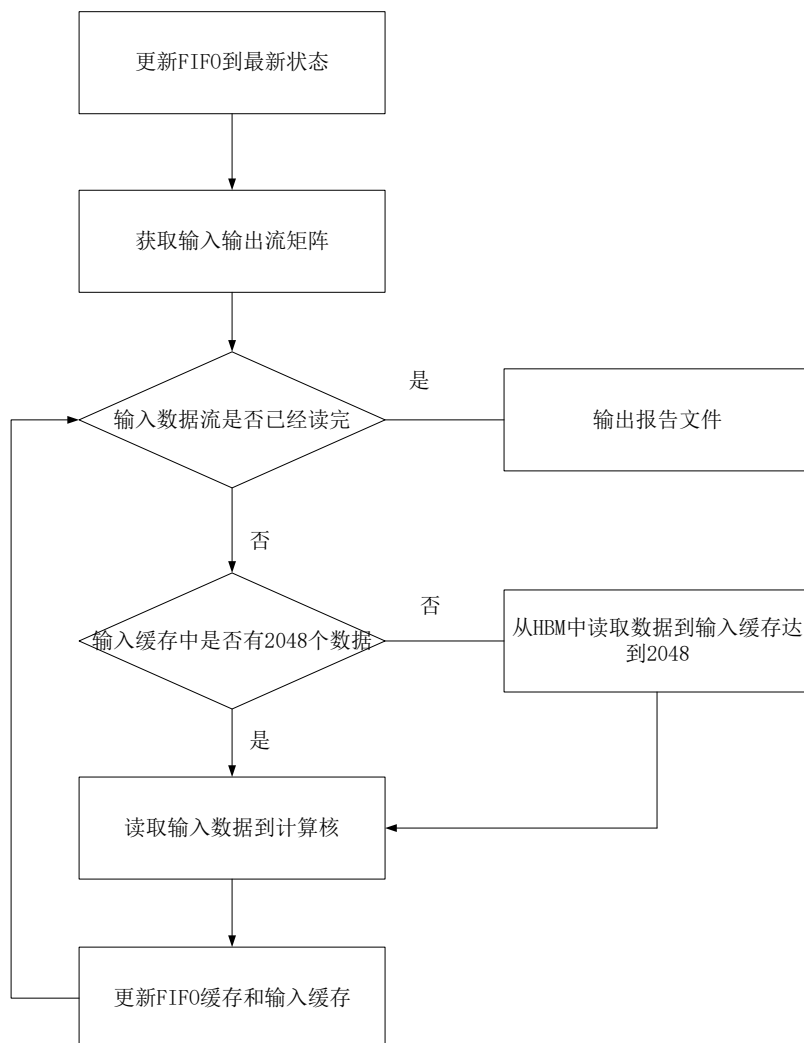 更新FIFO到最新状态
获取输入输出流矩阵
输入数据流是否已经读完
是
输出报告文件
否
输入缓存中是否有2048个数据
否
从HBM中读取数据到输入缓存达
到2048
是
读取输入数据到计算核
更新FIFO缓存和输入缓存